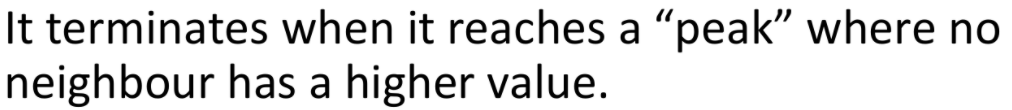 It terminates when it reaches a “peak” where no
neighbour has a higher value.